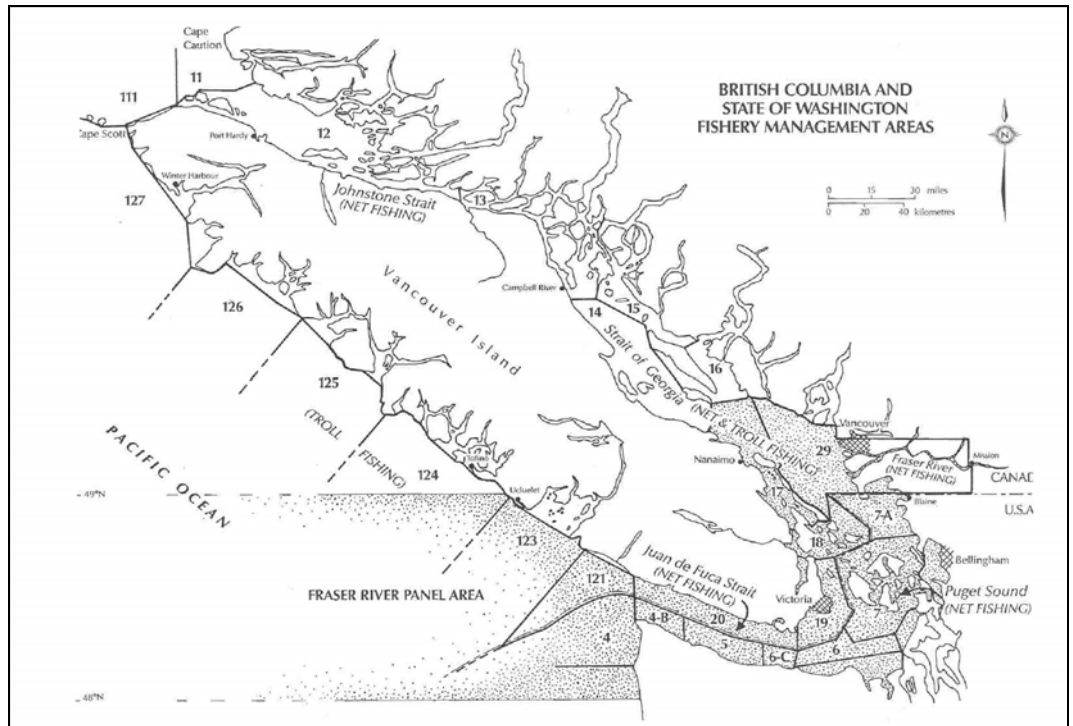 Cape
Caution
BRITISH COLUMBIA AND
STATE OF WASHINGTON
FISHERY MANAGEMENT AREAS
N
0 15 30 miles
0 20 40 kilometres
11
111
Cape Scott
Port Hardy
12
Winter Harbour
127
Johnstone Strait
(NET FISHING)
13
Vancouver Island
Campbell River
126
14
15
Strait of Georgia
(NET & TROLL FISHING)
16
125
(TROLL
FISHING)
PACIFIC OCEAN
Vancouver
29
Fraser River
(NET FISHING)
Mission
CANAD
U.S.A
Nanaimo
124
Tofino
49°N
Ucluelet
17
Blaine
7-A
123
18
Bellingham
Juan de Fuca Strait
(NET FISHING)
FRASER RIVER PANEL AREA
121
Victoria
Puget Sound
(NET FISHING)
20
19
7
4-B
4
5
6-C
6
48°N